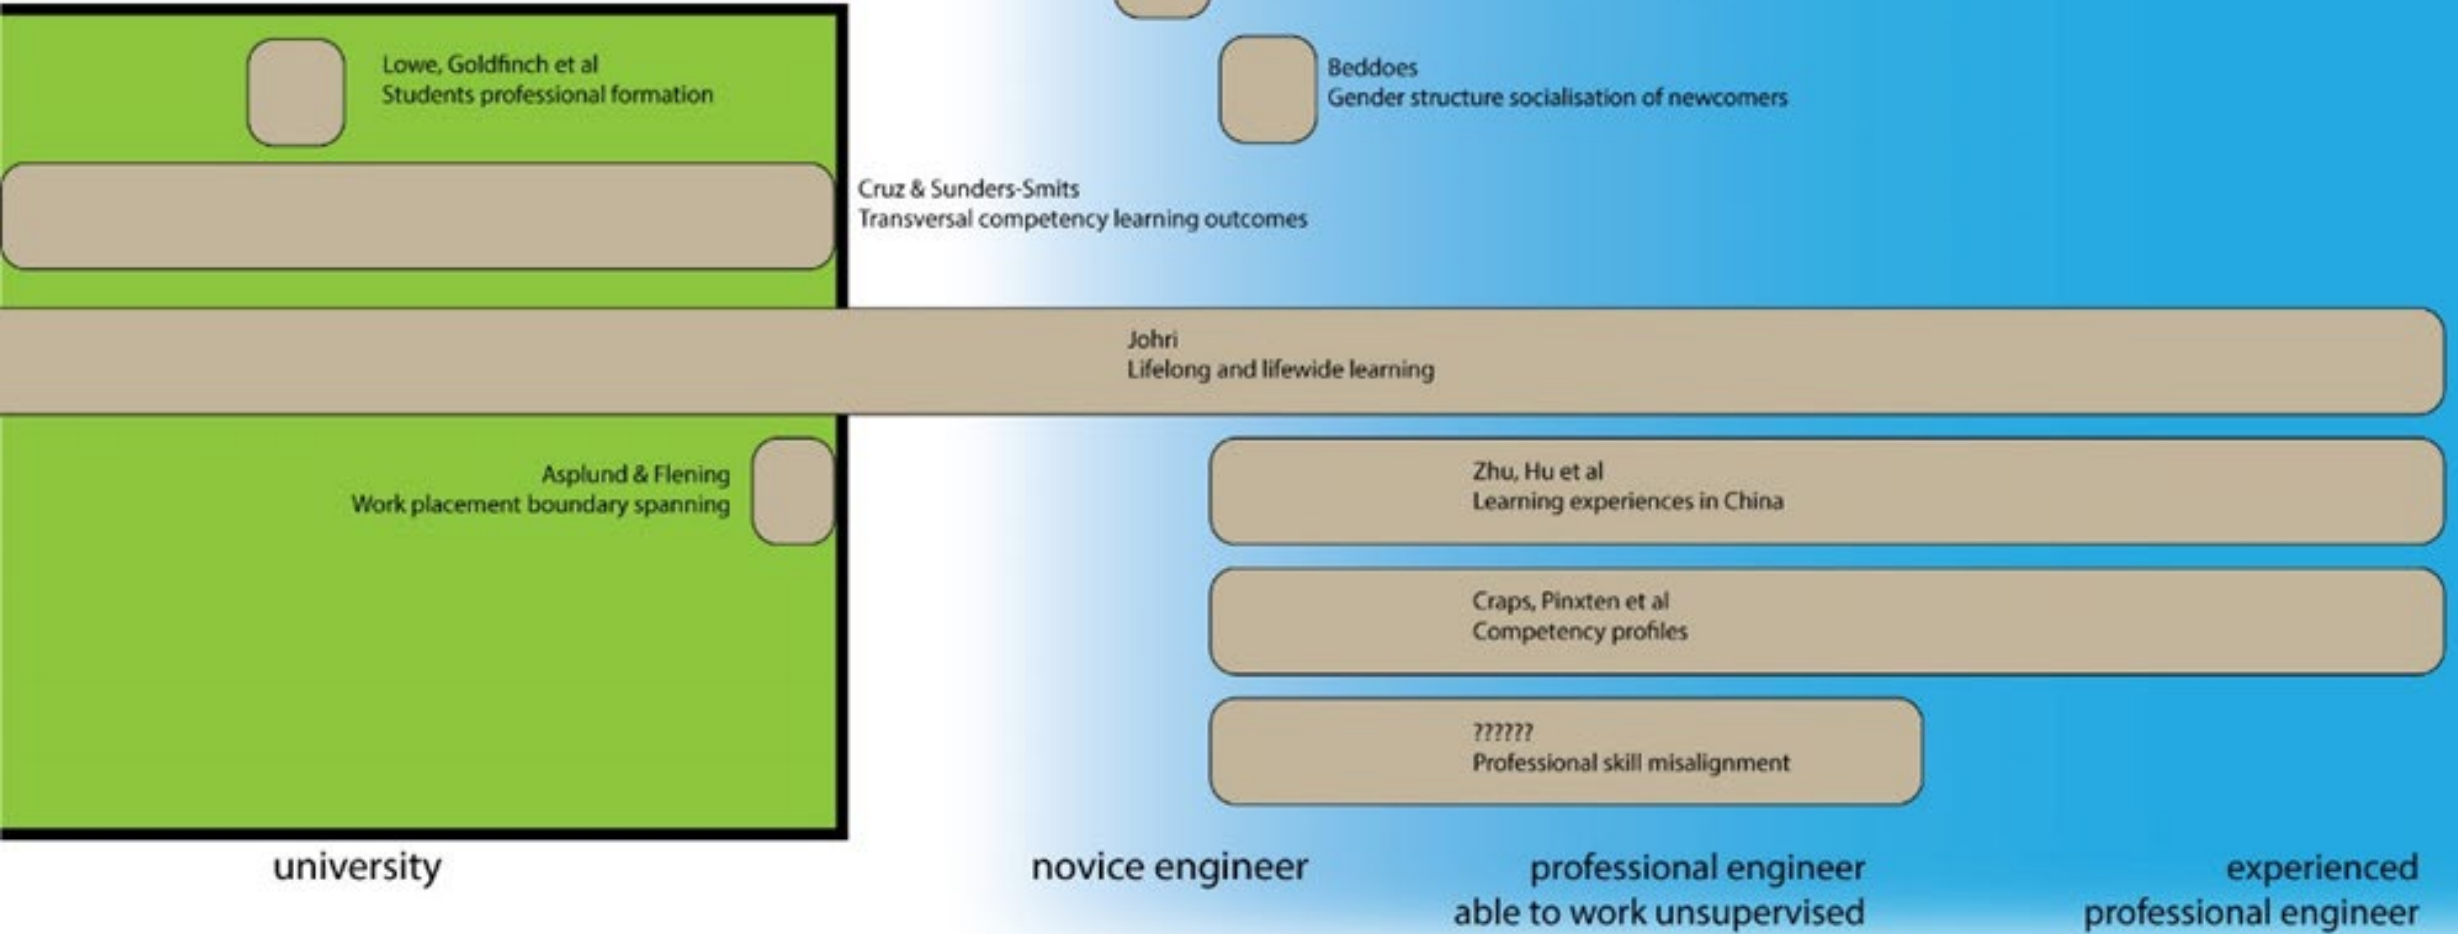 Lowe, Goldfinch et al
Students professional formation
Beddoes
Gender structure socialisation of newcomers
Cruz & Sunders-Smits
Transversal competency learning outcomes
Johri
Lifelong and lifewide learning
Asplund & Flening
Work placement boundary spanning
Zhu, Hu et al
Learning experiences in China
Craps, Pinxten et al
Competency profiles
??????
Professional skill misalignment
university
novice engineer
professional engineer
able to work unsupervised
experienced
professional engineer